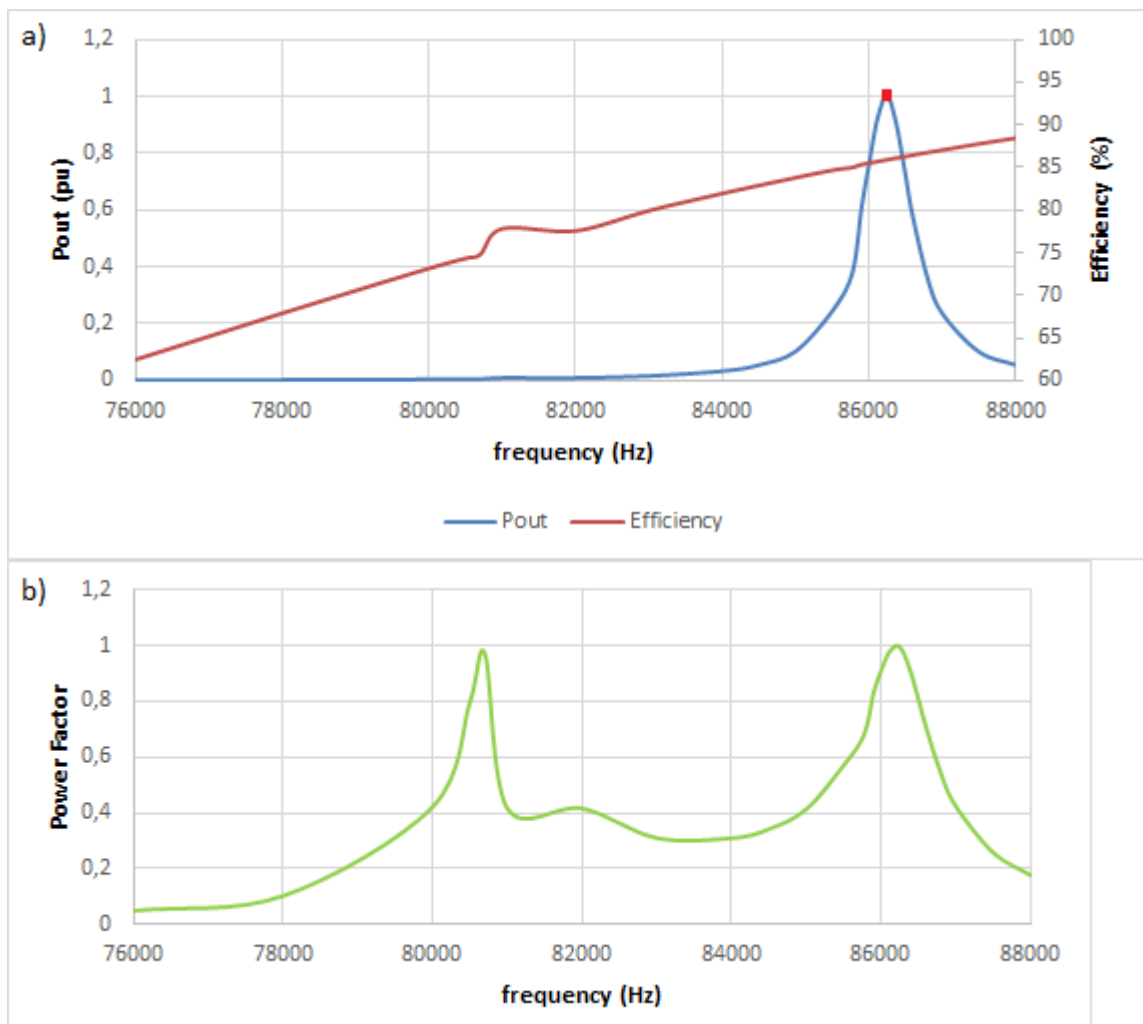 a)
1,2
1
0,8
0,6
0,4
0,2
0
Pout (pu)
100
95
90
85
80
75
70
65
60
Efficiency (%)
76000 78000 80000 82000 84000 86000 88000
frequency (Hz)
Pout Efficiency
b)
1,2
1
0,8
0,6
0,4
0,2
0
Power Factor
76000 78000 80000 82000 84000 86000 88000
frequency (Hz)